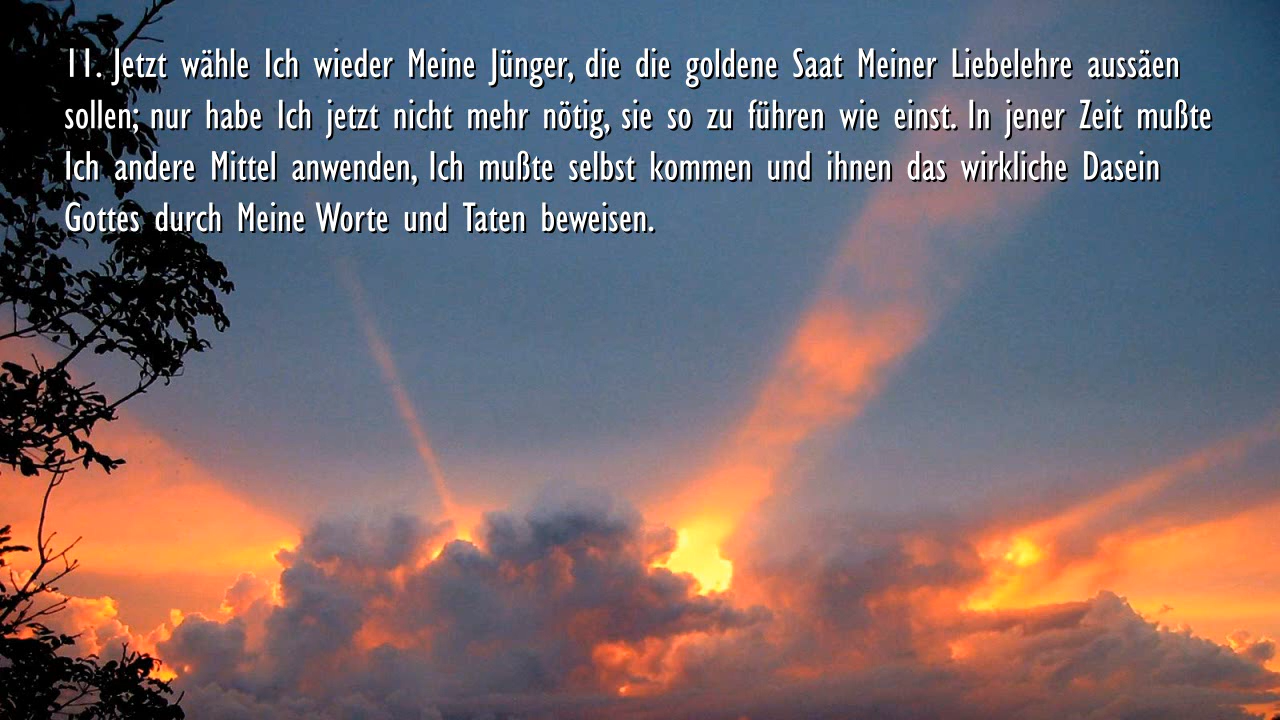 11. Jetzt wähle Ich wieder Meine Jünger, die die goldene Saat Meiner Liebelehre aussäen
sollen; nur habe Ich jetzt nicht mehr nötig, sie so zu führen wie einst. In jener Zeit mußte
Ich andere Mittel anwenden, Ich mußte selbst kommen und ihnen das wirkliche Dasein
Gottes durch Meine Worte und Taten beweisen.